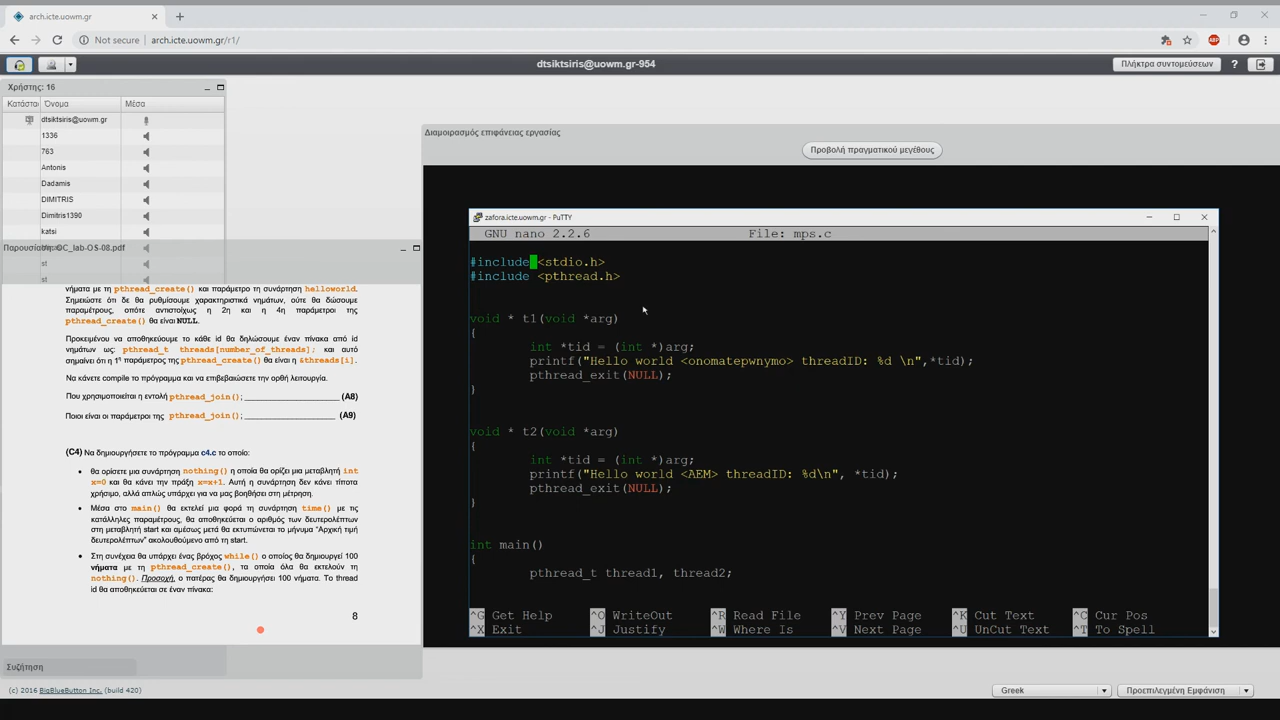 arch.icte.uowm.gr
Not secure
arch.icte.uowm.gr/r1/
dtsiktsiris@uowm.gr-954
Πλήκτρα συντομεύσεων
?
Χρήστης: 16
Κατάστα Όνομα Μέσα
dtsiktsiris@uowm.gr
1336
763
Antonis
Dadamis
DIMITRIS
Dimitris1390
katsi
OC_lab-OS-08.pdf
st
st
νήματα με τη pthread_create() και παράμετρο τη συνάρτηση helloworld.
Σημειώστε ότι δε θα ρυθμίσουμε χαρακτηριστικά νημάτων, ούτε θα δώσουμε
παραμέτρους, οπότε αντιστοίχως η 2η και η 4η παράμετροι της
pthread_create() θα είναι NULL.
Προκειμένου να αποθηκεύουμε το κάθε id θα δηλώσουμε έναν πίνακα από id
νημάτων ως: pthread_t threads[number_of_threads]; και αυτό
σημαίνει ότι η 1η παράμετρος της pthread_create() θα είναι η &threads[i].
Να κάνετε compile το πρόγραμμα και να επιβεβαιώσετε την ορθή λειτουργία.
Που χρησιμοποιείται η εντολή pthread_join();____________________ (A8)
Ποιοι είναι οι παράμετροι της pthread_join();___________________ (A9)
(C4) Να δημιουργήσετε το πρόγραμμα c4.c το οποίο:
• θα ορίσετε μια συνάρτηση nothing() η οποία θα ορίζει μια μεταβλητή int
x=0 και θα κάνει την πράξη x=x+1. Αυτή η συνάρτηση δεν κάνει τίποτα
χρήσιμο, αλλά απλώς υπάρχει για να μας βοηθήσει στη μέτρηση.
• Μέσα στο main() θα εκτελεί μια φορά τη συνάρτηση time() με τις
κατάλληλες παραμέτρους, θα αποθηκεύεται ο αριθμός των δευτερολέπτων
στη μεταβλητή start και αμέσως μετά θα εκτυπώνεται το μήνυμα "Αρχική τιμή
δευτερολέπτων" ακολουθούμενο από τη start.
• Στη συνέχεια θα υπάρχει ένας βρόχος while() ο οποίος θα δημιουργεί 100
νήματα με τη pthread_create(), τα οποία όλα θα εκτελούν τη
nothing(). Προσοχή, ο πατέρας θα δημιουργήσει 100 νήματα. Το thread
id θα αποθηκεύεται σε έναν πίνακα:
8
Συζήτηση
Διαμοιρασμός επιφάνειας εργασίας
Προβολή πραγματικού μεγέθους
zafora.icte.uowm.gr - PuTTY
GNU nano 2.2.6 File: mps.c
#include <stdio.h>
#include <pthread.h>
void * t1(void *arg)
{
int *tid = (int *)arg;
printf("Hello world <onomatepwnymo> threadID: %d \n",*tid);
pthread_exit(NULL);
}
void * t2(void *arg)
{
int *tid = (int *)arg;
printf("Hello world <AEM> threadID: %d\n", *tid);
pthread_exit(NULL);
}
int main()
{
pthread_t thread1, thread2;
^G Get Help ^O WriteOut ^R Read File ^Y Prev Page ^K Cut Text ^C Cur Pos
^X Exit ^J Justify ^W Where Is ^V Next Page ^U UnCut Text ^T To Spell
(c) 2016 BigBlueButton Inc. (build 420)
Greek
Προεπιλεγμένη Εμφάνιση